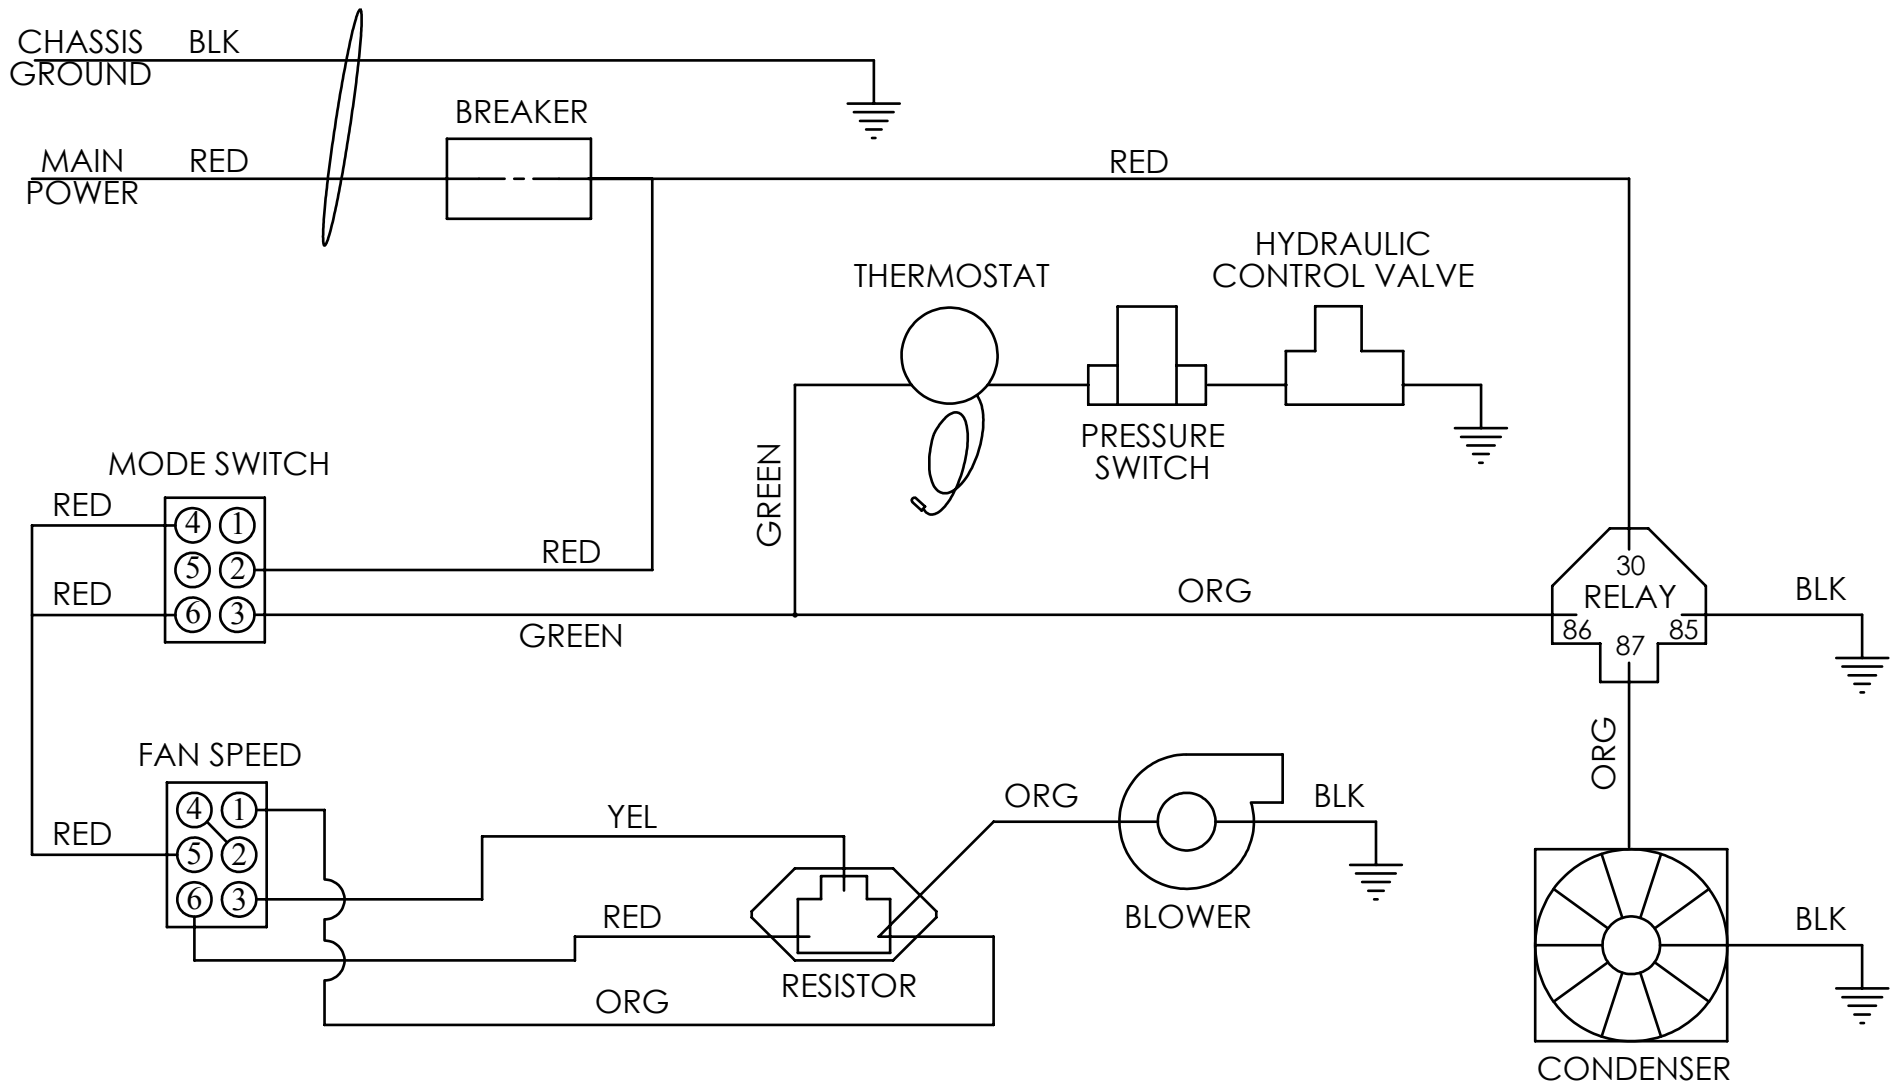 CHASSIS BLK
GROUND
BREAKER
MAIN RED
POWER
RED
HYDRAULIC
CONTROL VALVE
THERMOSTAT
PRESSURE
SWITCH
GREEN
MODE SWITCH
RED
4 1
5 2
RED
RED
6 3
GREEN
ORG
30
RELAY
86 85
87
BLK
ORG
FAN SPEED
4 1
RED
5 2
6 3
YEL
RED
ORG
RESISTOR
ORG
BLK
BLOWER
BLK
CONDENSER